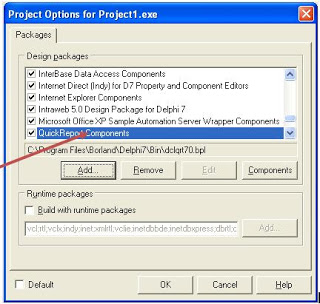 Project Options for Project1.exe
Packages
Design packages
InterBase Data Access Components
Internet Direct (Indy) for D7 Property and Component Editors
Internet Explorer Components
Intraweb 5.0 Design Package for Delphi 7
Microsoft Office XP Sample Automation Server Wrapper Components
QuickReport Components
C:\Program Files\Borland\Delphi7\Bin\dclqrt70.bpl
Add... Remove Edit Components
Runtime packages
Build with runtime packages
vcl;rtl;vclx;indy;inet;xmlrtl;vclie;inetdbbde;inetdbxpress;dbrtl;c Add...
Default OK Cancel Help